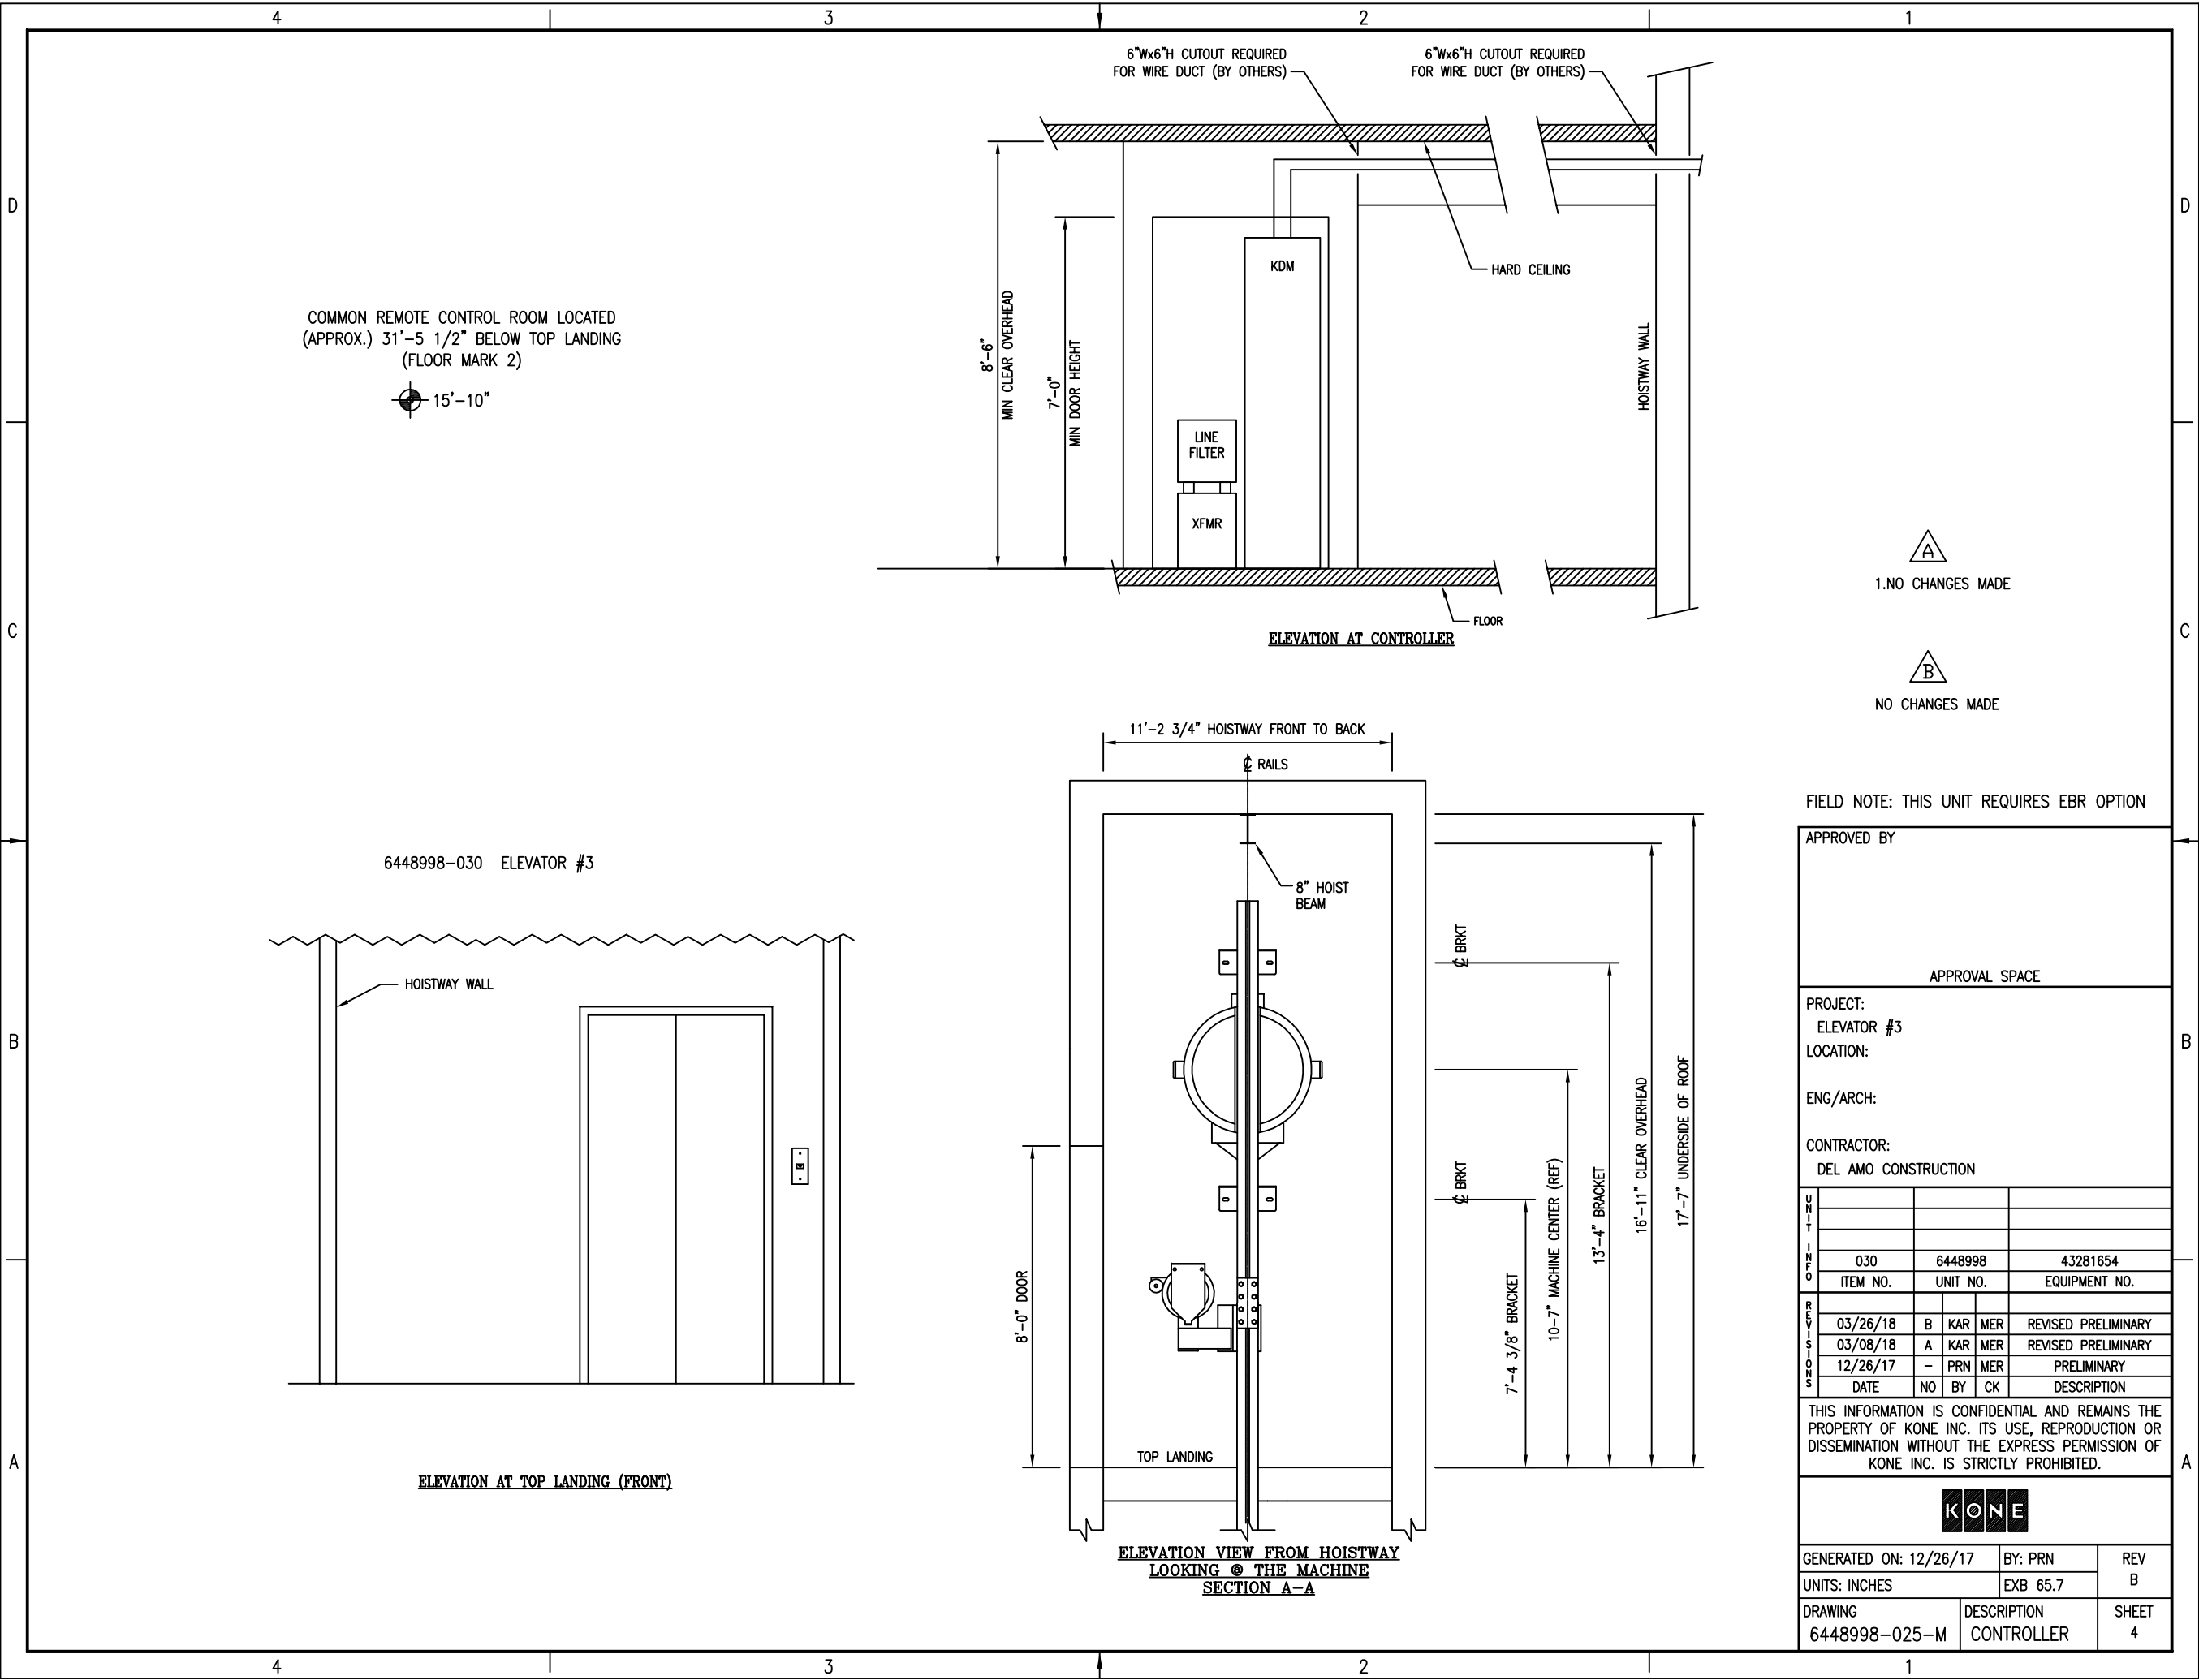 4
3
2
1
D
D
C
C
B
B
A
A
6"Wx6"H CUTOUT REQUIRED
FOR WIRE DUCT (BY OTHERS)
6"Wx6"H CUTOUT REQUIRED
FOR WIRE DUCT (BY OTHERS)
COMMON REMOTE CONTROL ROOM LOCATED
(APPROX.) 31'-5 1/2" BELOW TOP LANDING
(FLOOR MARK 2)
15'-10"
8'-6"
MIN CLEAR OVERHEAD
7'-0"
MIN DOOR HEIGHT
KDM
LINE
FILTER
XFMR
HARD CEILING
HOISTWAY WALL
FLOOR
ELEVATION AT CONTROLLER
A
1.NO CHANGES MADE
B
NO CHANGES MADE
6448998-030 ELEVATOR #3
HOISTWAY WALL
ELEVATION AT TOP LANDING (FRONT)
11'-2 3/4" HOISTWAY FRONT TO BACK
℄ RAILS
8" HOIST
BEAM
℄ BRKT
℄ BRKT
8'-0" DOOR
7'-4 3/8" BRACKET
10-7" MACHINE CENTER (REF)
13'-4" BRACKET
16'-11" CLEAR OVERHEAD
17'-7" UNDERSIDE OF ROOF
TOP LANDING
ELEVATION VIEW FROM HOISTWAY
LOOKING @ THE MACHINE
SECTION A-A
FIELD NOTE: THIS UNIT REQUIRES EBR OPTION
APPROVED BY
APPROVAL SPACE
PROJECT:
ELEVATOR #3
LOCATION:
ENG/ARCH:
CONTRACTOR:
DEL AMO CONSTRUCTION
UNIT INFO
030 6448998 43281654
ITEM NO. UNIT NO. EQUIPMENT NO.
REVISIONS
03/26/18 B KAR MER REVISED PRELIMINARY
03/08/18 A KAR MER REVISED PRELIMINARY
12/26/17 - PRN MER PRELIMINARY
DATE NO BY CK DESCRIPTION
THIS INFORMATION IS CONFIDENTIAL AND REMAINS THE
PROPERTY OF KONE INC. ITS USE, REPRODUCTION OR
DISSEMINATION WITHOUT THE EXPRESS PERMISSION OF
KONE INC. IS STRICTLY PROHIBITED.
KONE
GENERATED ON: 12/26/17 BY: PRN REV
UNITS: INCHES EXB 65.7 B
DRAWING DESCRIPTION SHEET
6448998-025-M CONTROLLER 4
4
3
2
1